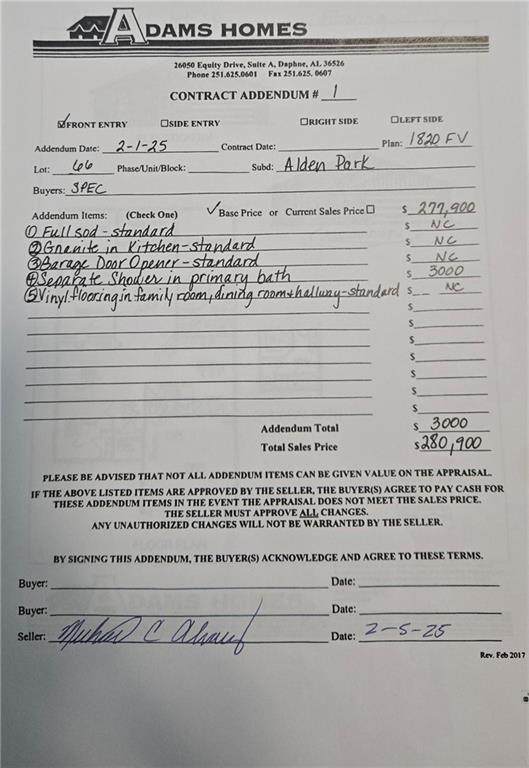 ADAMS HOMES
26050 Equity Drive, Suite A, Daphne, AL 36526
Phone 251.625.0601 Fax 251.625. 0607
CONTRACT ADDENDUM # 1
☑FRONT ENTRY ☐SIDE ENTRY ☐RIGHT SIDE ☐LEFT SIDE
Addendum Date: 2-1-25 Contract Date: Plan: 1820 FV
Lot: 66 Phase/Unit/Block: Subd: Alden Park
Buyers: SPEC
Addendum Items: (Check One) ✓ Base Price or Current Sales Price☐ $ 277,900
① Full sod - standard $ NC
② Granite in Kitchen-standard $ NC
③ Garage Door Opener - standard $ NC
④ Separate Shower in primary bath $ 3000
⑤ Vinyl flooring in family room, dining room + hallway-standard $ NC
$
$
$
$
$
$
$
Addendum Total $ 3000
Total Sales Price $280,900
PLEASE BE ADVISED THAT NOT ALL ADDENDUM ITEMS CAN BE GIVEN VALUE ON THE APPRAISAL.
IF THE ABOVE LISTED ITEMS ARE APPROVED BY THE SELLER, THE BUYER(S) AGREE TO PAY CASH FOR
THESE ADDENDUM ITEMS IN THE EVENT THE APPRAISAL DOES NOT MEET THE SALES PRICE.
THE SELLER MUST APPROVE ALL CHANGES.
ANY UNAUTHORIZED CHANGES WILL NOT BE WARRANTED BY THE SELLER.
BY SIGNING THIS ADDENDUM, THE BUYER(S) ACKNOWLEDGE AND AGREE TO THESE TERMS.
Buyer: Date:
Buyer: Date:
Seller: Date: 2-5-25
Rev. Feb 2017